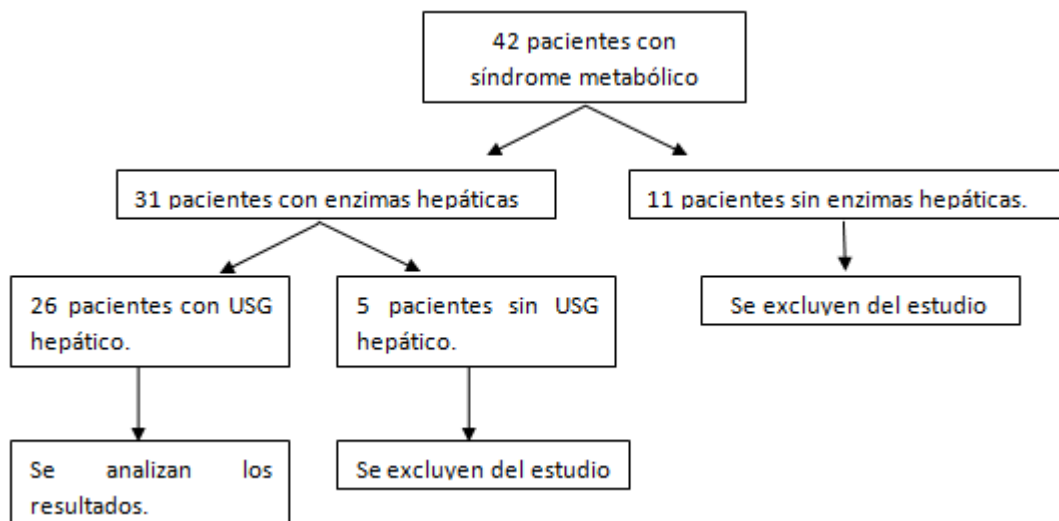 42 pacientes con
síndrome metabólico
31 pacientes con enzimas hepáticas
11 pacientes sin enzimas hepáticas.
26 pacientes con USG
hepático.
5 pacientes sin USG
hepático.
Se excluyen del estudio
Se analizan los
resultados.
Se excluyen del estudio